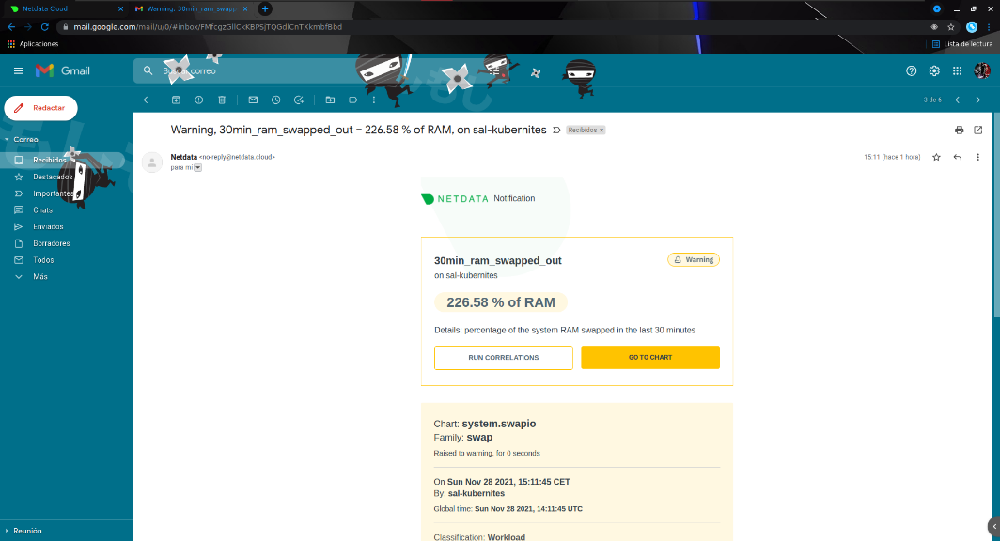 Netdata Cloud
Warning, 30min_ram_swapp
mail.google.com/mail/u/0/#inbox/
Aplicaciones
Lista de lectura
Gmail
Buscar correo
Redactar
3 de 6
Correo
Recibidos
Destacados
Importantes
Chats
Enviados
Borradores
Todos
Más
Reunión
Warning, 30min_ram_swapped_out = 226.58 % of RAM, on sal-kubernites
Recibidos ×
Netdata <no-reply@netdata.cloud>
15:11 (hace 1 hora)
para mí
NETDATA Notification
30min_ram_swapped_out
Warning
on sal-kubernites
226.58 % of RAM
Details: percentage of the system RAM swapped in the last 30 minutes
RUN CORRELATIONS
GO TO CHART
Chart: system.swapio
Family: swap
Raised to warning, for 0 seconds
On Sun Nov 28 2021, 15:11:45 CET
By: sal-kubernites
Global time: Sun Nov 28 2021, 14:11:45 UTC
Classification: Workload